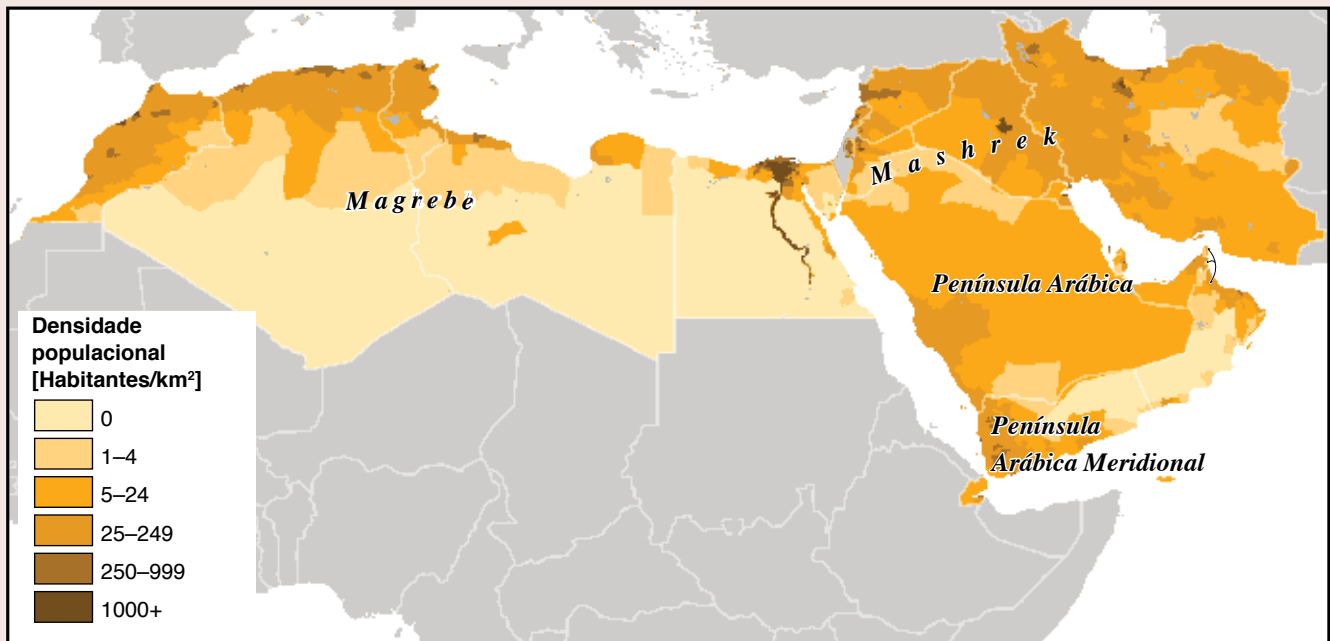 Magrebe
Mashrek
Península Arábica
Península
Arábica Meridional
Densidade
populacional
[Habitantes/km²]
0
1–4
5–24
25–249
250–999
1000+